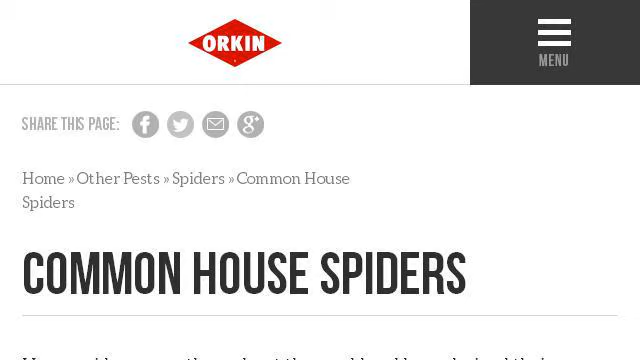 ORKIN
MENU
SHARE THIS PAGE:
Home » Other Pests » Spiders » Common House
Spiders
COMMON HOUSE SPIDERS